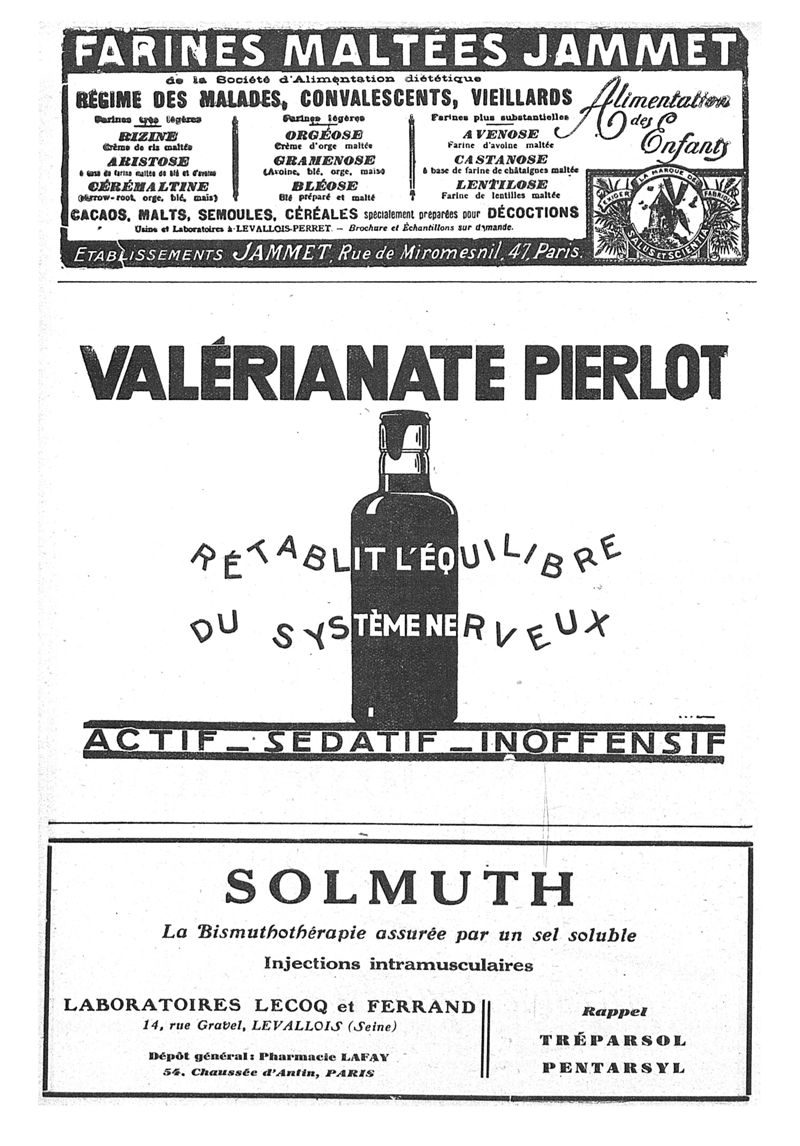 FARINES MALTÉES JAMMET
de la Société d'Alimentation diététique
RÉGIME DES MALADES, CONVALESCENTS, VIEILLARDS
Alimentation
des
Enfants
Farines très légères
RIZINE
Crème de riz maltée
ARISTOSE
à base de farine maltée de blé et d'avoine
CÉRÉMALTINE
(Arrow-root, orge, blé, maïs)
Farines légères
ORGÉOSE
Crème d'orge maltée
GRAMENOSE
(Avoine, blé, orge, maïs)
BLÉOSE
Blé préparé et malté
Farines plus substantielles
AVENOSE
Farine d'avoine maltée
CASTANOSE
à base de farine de châtaignes maltée
LENTILOSE
Farine de lentilles maltée
CACAOS, MALTS, SEMOULES, CÉRÉALES spécialement préparées pour DÉCOCTIONS
Usine et Laboratoires à LEVALLOIS-PERRET. – Brochure et Échantillons sur demande.
ETABLISSEMENTS JAMMET, Rue de Miromesnil, 47, Paris.
EXIGER LA MARQUE DE FABRIQUE
SALUS ET SCIENTIA
VALÉRIANATE PIERLOT
RÉTABLIT L'ÉQUILIBRE
DU SYSTÈME NERVEUX
ACTIF _ SEDATIF _ INOFFENSIF
SOLMUTH
La Bismuthothérapie assurée par un sel soluble
Injections intramusculaires
LABORATOIRES LECOQ et FERRAND
14, rue Gravel, LEVALLOIS (Seine)
Dépôt général : Pharmacie LAFAY
54, Chaussée d'Antin, PARIS
Rappel
TRÉPARSOL
PENTARSYL